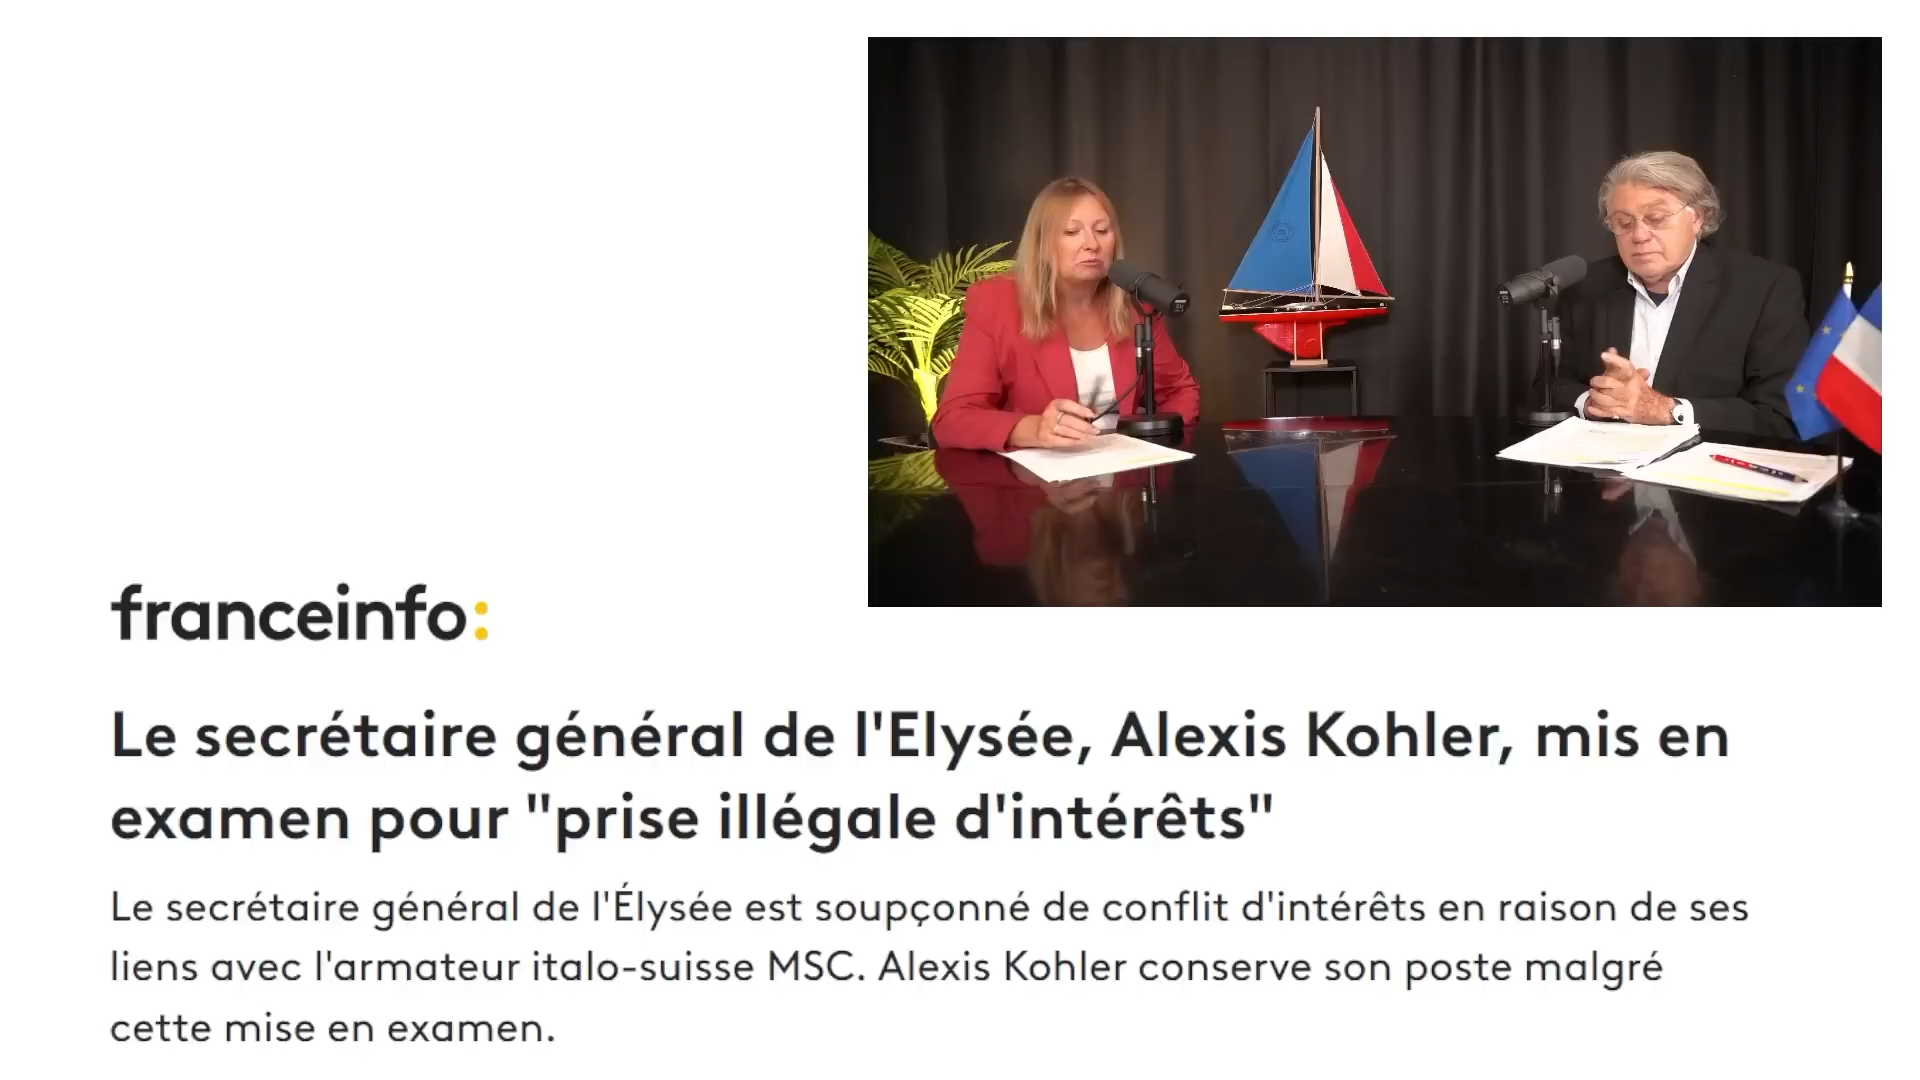 franceinfo:
Le secrétaire général de l'Elysée, Alexis Kohler, mis en
examen pour "prise illégale d'intérêts"
Le secrétaire général de l'Élysée est soupçonné de conflit d'intérêts en raison de ses
liens avec l'armateur italo-suisse MSC. Alexis Kohler conserve son poste malgré
cette mise en examen.